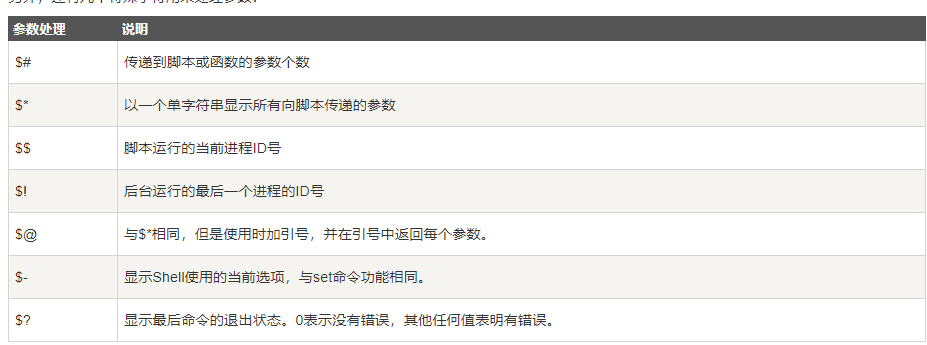 参数处理 说明
$# 传递到脚本或函数的参数个数
$* 以一个单字符串显示所有向脚本传递的参数
$$ 脚本运行的当前进程ID号
$! 后台运行的最后一个进程的ID号
$@ 与$*相同，但是使用时加引号，并在引号中返回每个参数。
$- 显示Shell使用的当前选项，与set命令功能相同。
$? 显示最后命令的退出状态。0表示没有错误，其他任何值表明有错误。